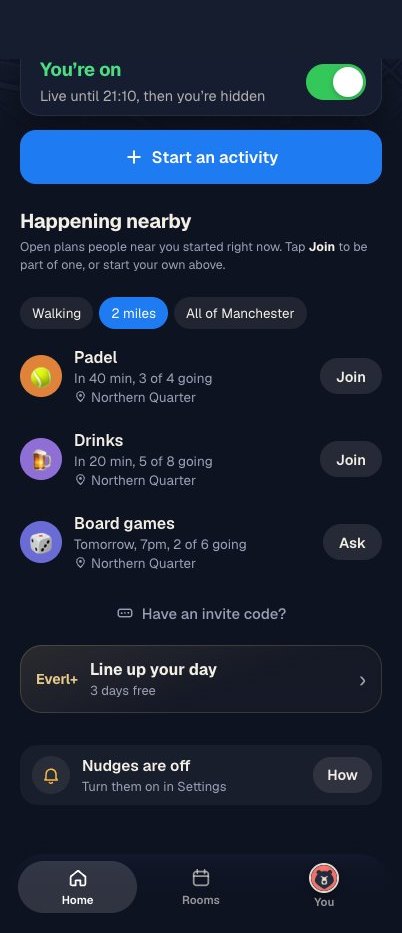 You're on
Live until 21:10, then you're hidden
+ Start an activity
Happening nearby
Open plans people near you started right now. Tap Join to be
part of one, or start your own above.
Walking
2 miles
All of Manchester
Padel
In 40 min, 3 of 4 going
Northern Quarter
Join
Drinks
In 20 min, 5 of 8 going
Northern Quarter
Join
Board games
Tomorrow, 7pm, 2 of 6 going
Northern Quarter
Ask
Have an invite code?
Everl+
Line up your day
3 days free
Nudges are off
Turn them on in Settings
How
Home
Rooms
You